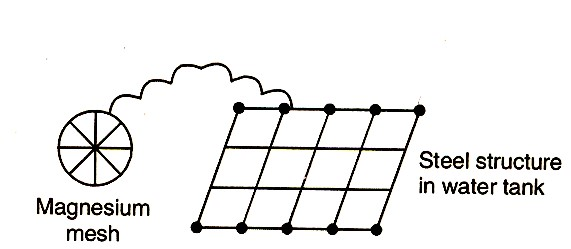 Magnesium
mesh
Steel structure
in water tank